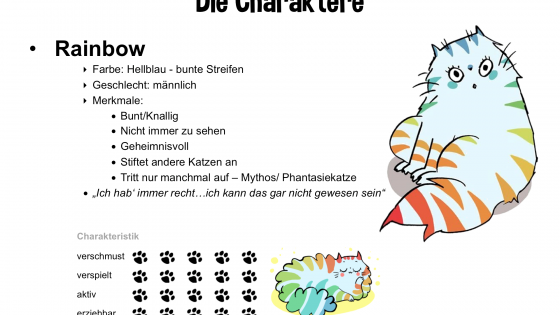 Die Charaktere
Rainbow
Farbe: Hellblau - bunte Streifen
Geschlecht: männlich
Merkmale:
Bunt/Knallig
Nicht immer zu sehen
Geheimnisvoll
Stiftet andere Katzen an
Tritt nur manchmal auf – Mythos/ Phantasiekatze
„Ich hab‘ immer recht…ich kann das gar nicht gewesen sein“
Charakteristik
verschmust
verspielt
aktiv
erziehbar